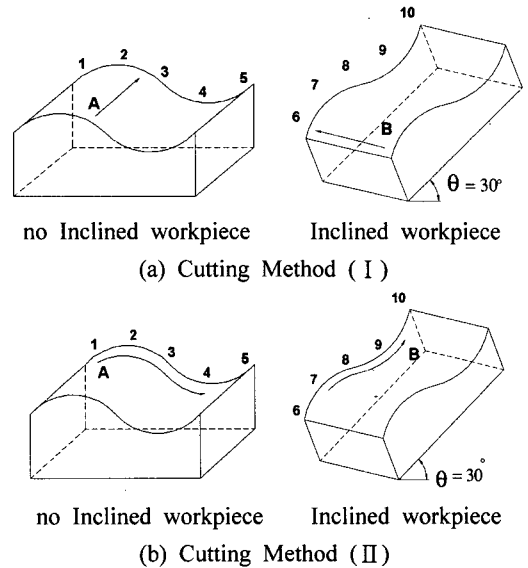 1 2 3 4 5
A
6 7 8 9 10
B
θ = 30°
no Inclined workpiece Inclined workpiece
(a) Cutting Method (Ⅰ)
1 2 3 4 5
A
6 7 8 9 10
B
θ = 30°
no Inclined workpiece Inclined workpiece
(b) Cutting Method (Ⅱ)